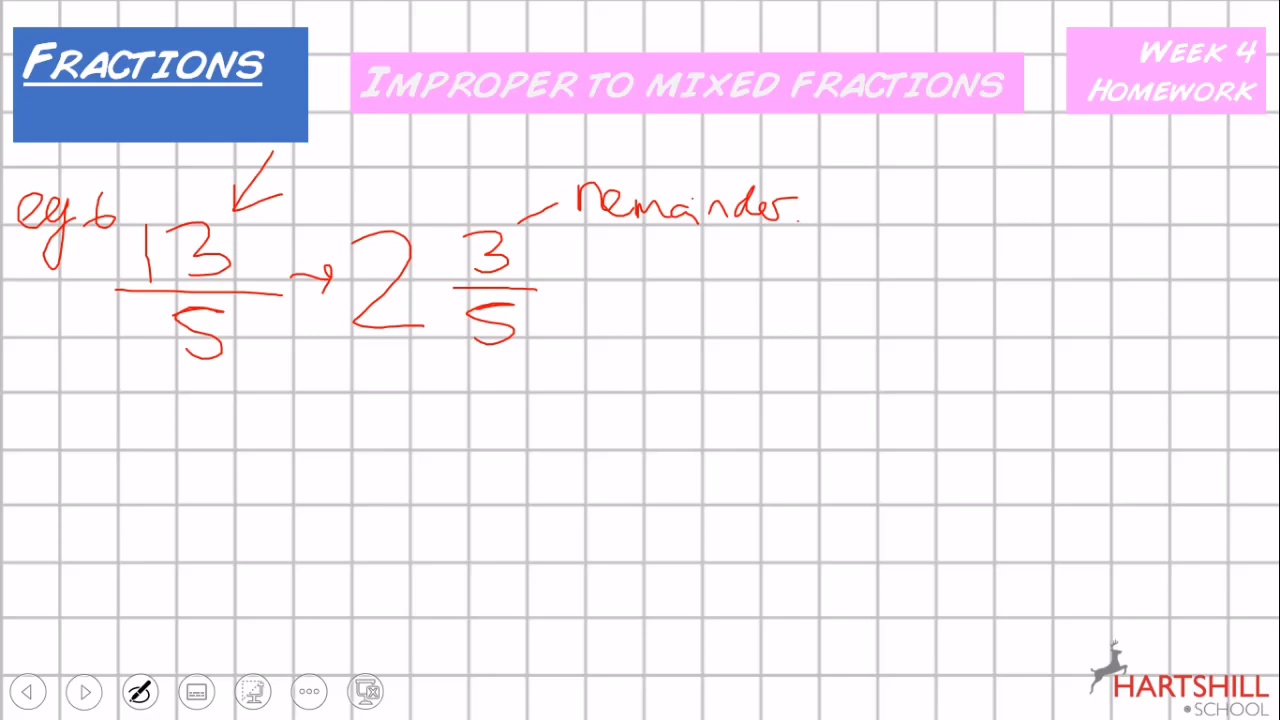 FRACTIONS
IMPROPER TO MIXED FRACTIONS
WEEK 4
HOMEWORK
eg 6
13/5 → 2 3/5
remainder.
HARTSHILL
SCHOOL